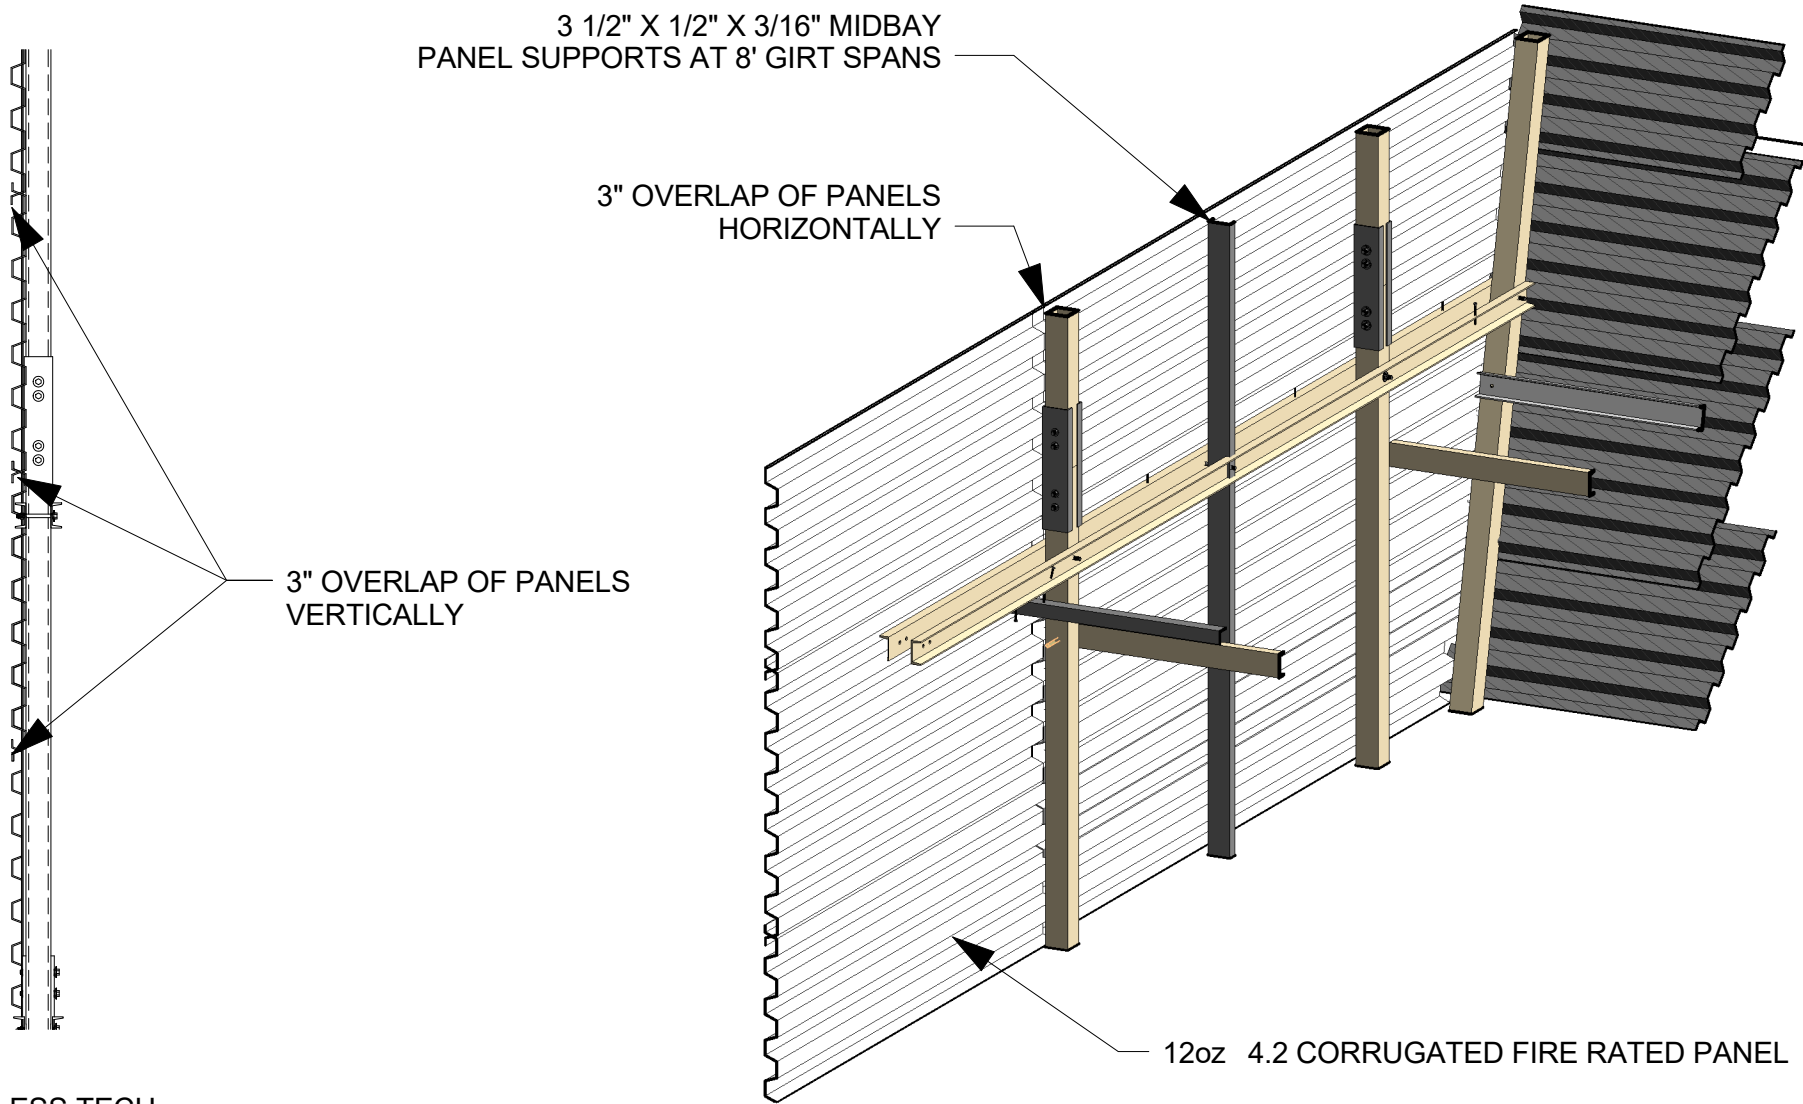 3 1/2" X 1/2" X 3/16" MIDBAY
PANEL SUPPORTS AT 8' GIRT SPANS
3" OVERLAP OF PANELS
HORIZONTALLY
3" OVERLAP OF PANELS
VERTICALLY
12oz 4.2 CORRUGATED FIRE RATED PANEL